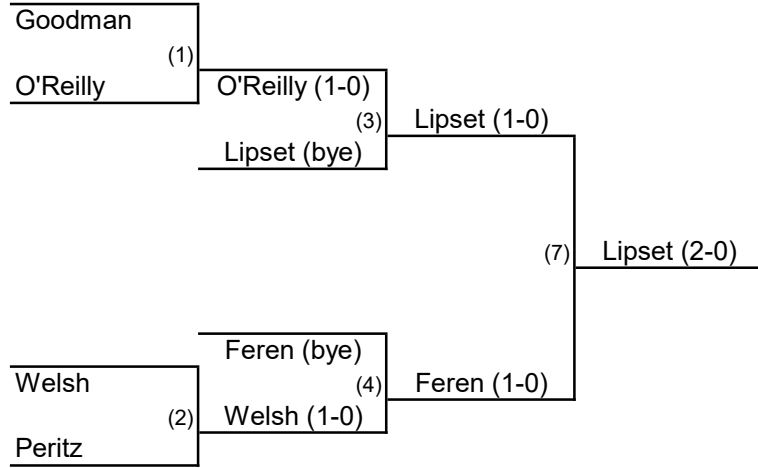 Goodman
(1)
O'Reilly
O'Reilly (1-0)
(3)
Lipset (bye)
Lipset (1-0)
(7)
Lipset (2-0)
Feren (bye)
(4)
Feren (1-0)
Welsh (1-0)
Welsh
(2)
Peritz